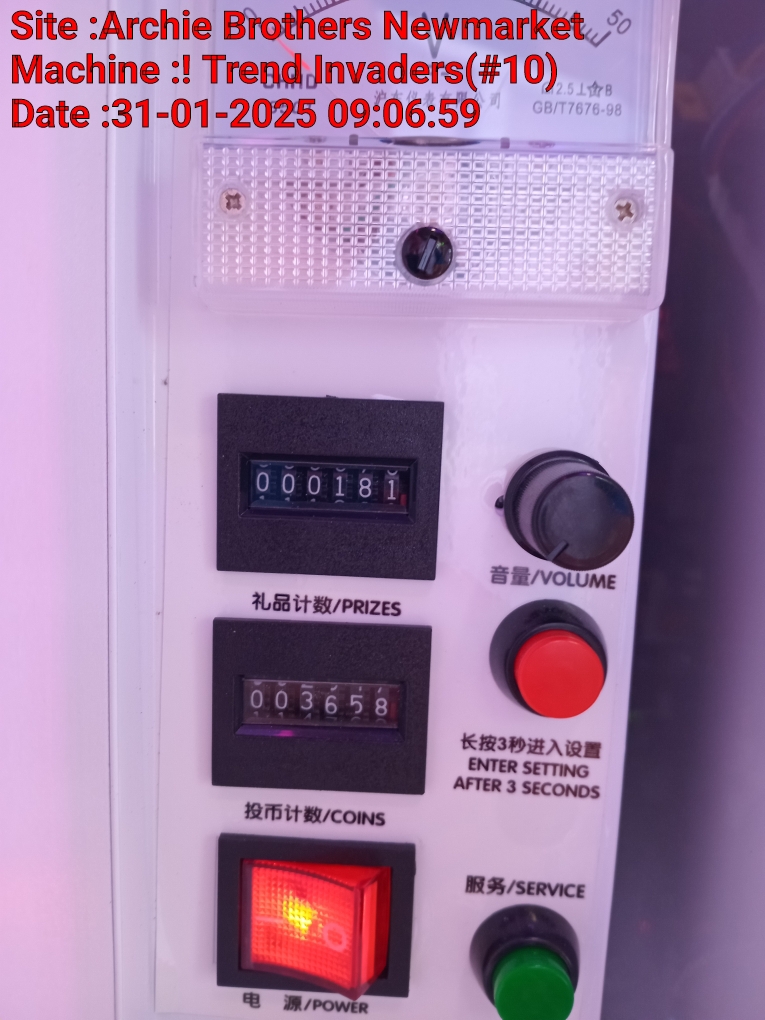 Site :Archie Brothers Newmarket
Machine :! Trend Invaders(#10)
Date :31-01-2025 09:06:59
50
V
2.5
GB/T7676-98
000181
音量/VOLUME
礼品计数/PRIZES
003658
长按3秒进入设置
ENTER SETTING
AFTER 3 SECONDS
投币计数/COINS
服务/SERVICE
电 源/POWER